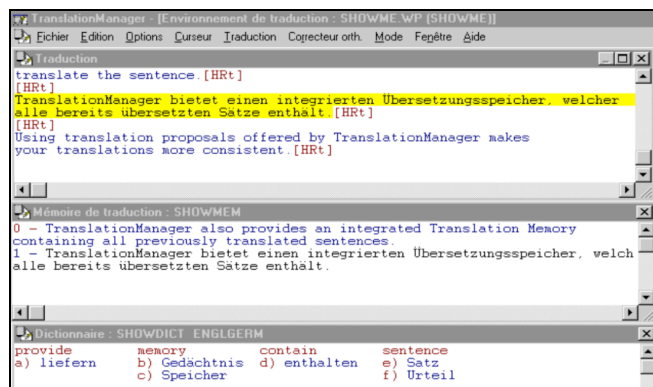 TranslationManager - [Environnement de traduction : SHOWME.WP (SHOWME)]
Fichier Edition Options Curseur Traduction Correcteur orth. Mode Fenêtre Aide
Traduction
translate the sentence.[HRt]
[HRt]
TranslationManager bietet einen integrierten Übersetzungsspeicher, welcher
alle bereits übersetzten Sätze enthält.[HRt]
[HRt]
Using translation proposals offered by TranslationManager makes
your translations more consistent.[HRt]
Mémoire de traduction : SHOWMEM
0 - TranslationManager also provides an integrated Translation Memory
containing all previously translated sentences.
1 - TranslationManager bietet einen integrierten Übersetzungsspeicher, welch
alle bereits übersetzten Sätze enthält.
Dictionnaire : SHOWDICT ENGLGERM
provide memory contain sentence
a) liefern b) Gedächtnis d) enthalten e) Satz
c) Speicher f) Urteil